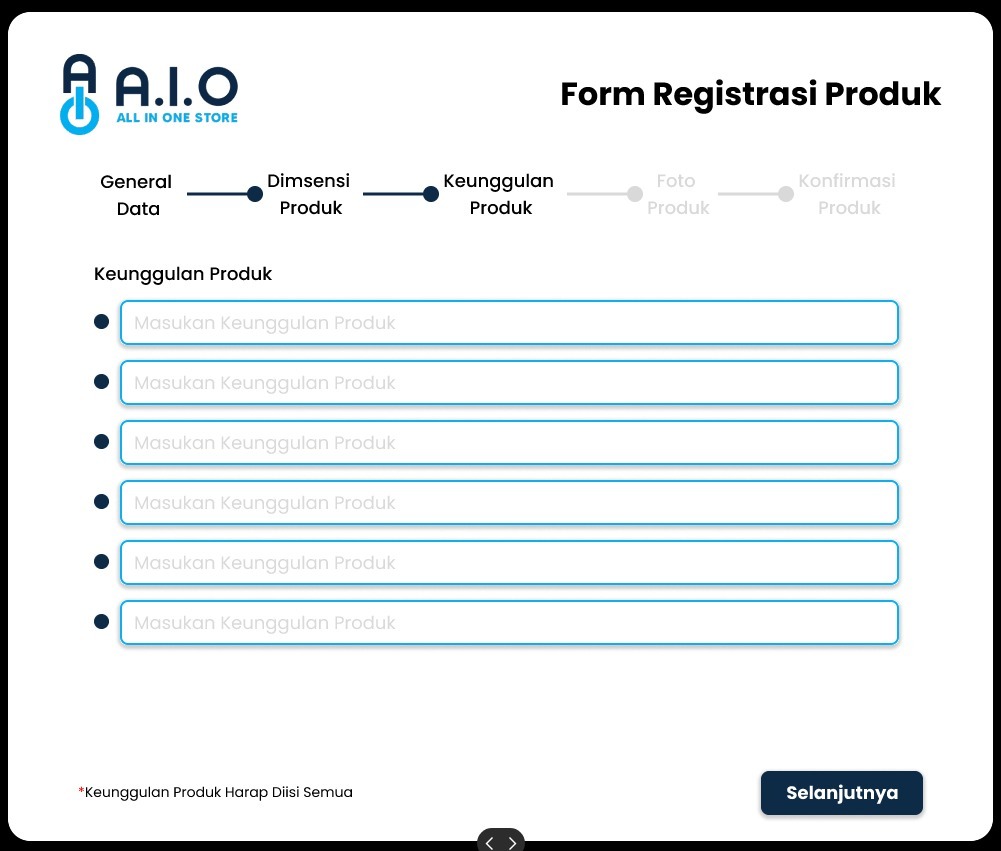 A.I.O
ALL IN ONE STORE
Form Registrasi Produk
General
Data
Dimsensi
Produk
Keunggulan
Produk
Foto
Produk
Konfirmasi
Produk
Keunggulan Produk
Masukan Keunggulan Produk
Masukan Keunggulan Produk
Masukan Keunggulan Produk
Masukan Keunggulan Produk
Masukan Keunggulan Produk
Masukan Keunggulan Produk
*Keunggulan Produk Harap Diisi Semua
Selanjutnya